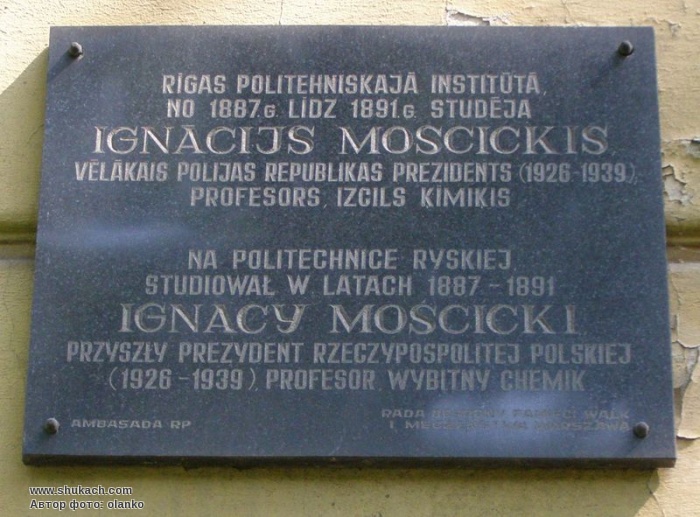 RĪGAS POLITEHNISKAJĀ INSTITŪTĀ,
NO 1887.G. LĪDZ 1891.G. STUDĒJA
IGNĀCIJS MOŚCICKIS,
VĒLĀKAIS POLIJAS REPUBLIKAS PREZIDENTS (1926-1939),
PROFESORS, IZCILS ĶĪMIĶIS
NA POLITECHNICE RYSKIEJ
STUDIOWAŁ W LATACH 1887-1891
IGNACY MOŚCICKI
PRZYSZŁY PREZYDENT RZECZYPOSPOLITEJ POLSKIEJ
(1926-1939), PROFESOR, WYBITNY CHEMIK
AMBASADA RP
RADA OCHRONY PAMIĘCI WALK
I MĘCZEŃSTWA WARSZAWA
www.shukach.com
Автор фото: olanko